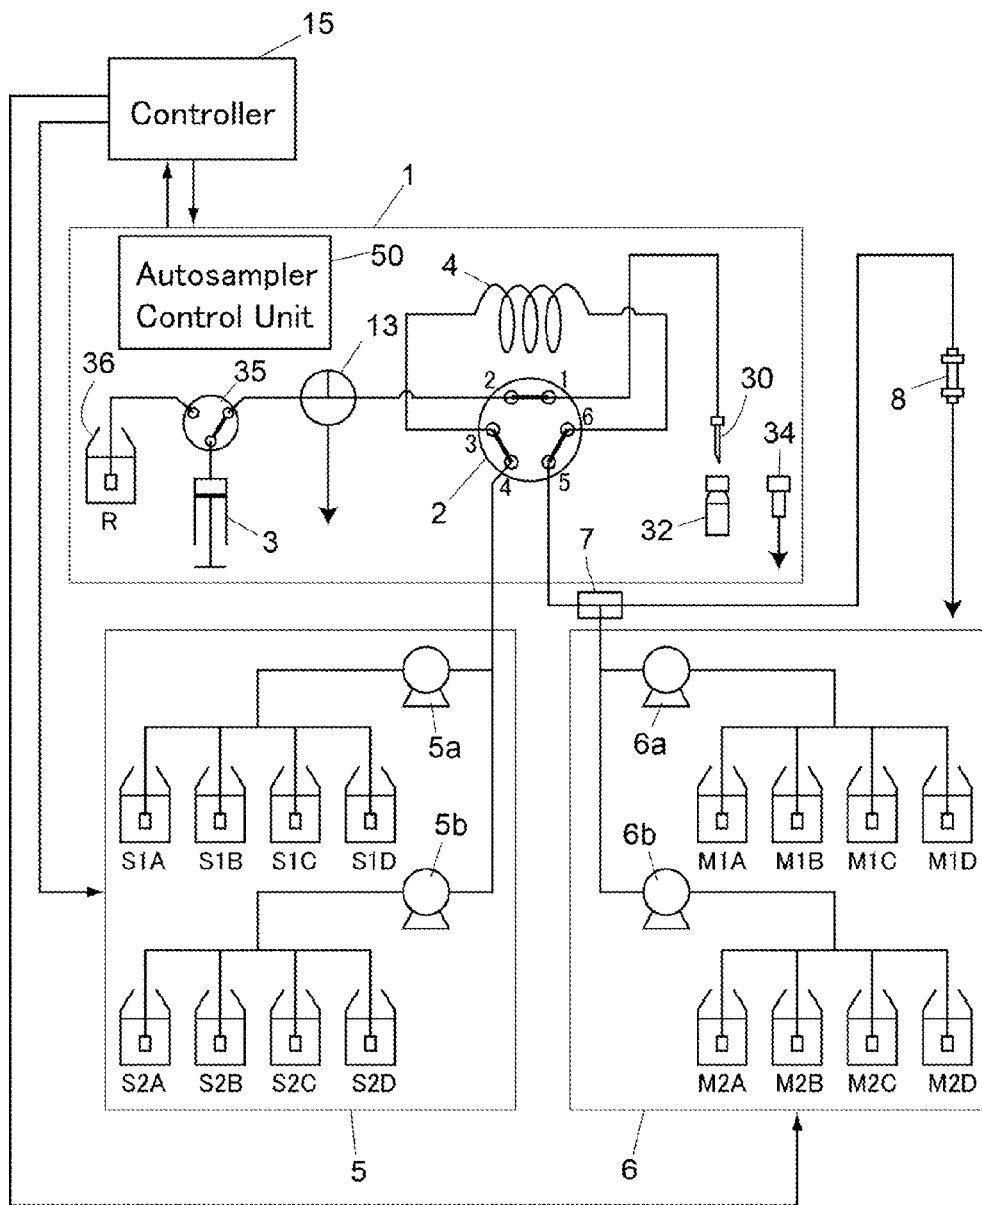 15
Controller
1
50
Autosampler
Control Unit
4
13
36
35
2
1
30
8
3
6
34
4
5
R
3
2
32
7
5a
6a
S1A
S1B
S1C
S1D
5b
6b
M1A
M1B
M1C
M1D
S2A
S2B
S2C
S2D
M2A
M2B
M2C
M2D
5
6